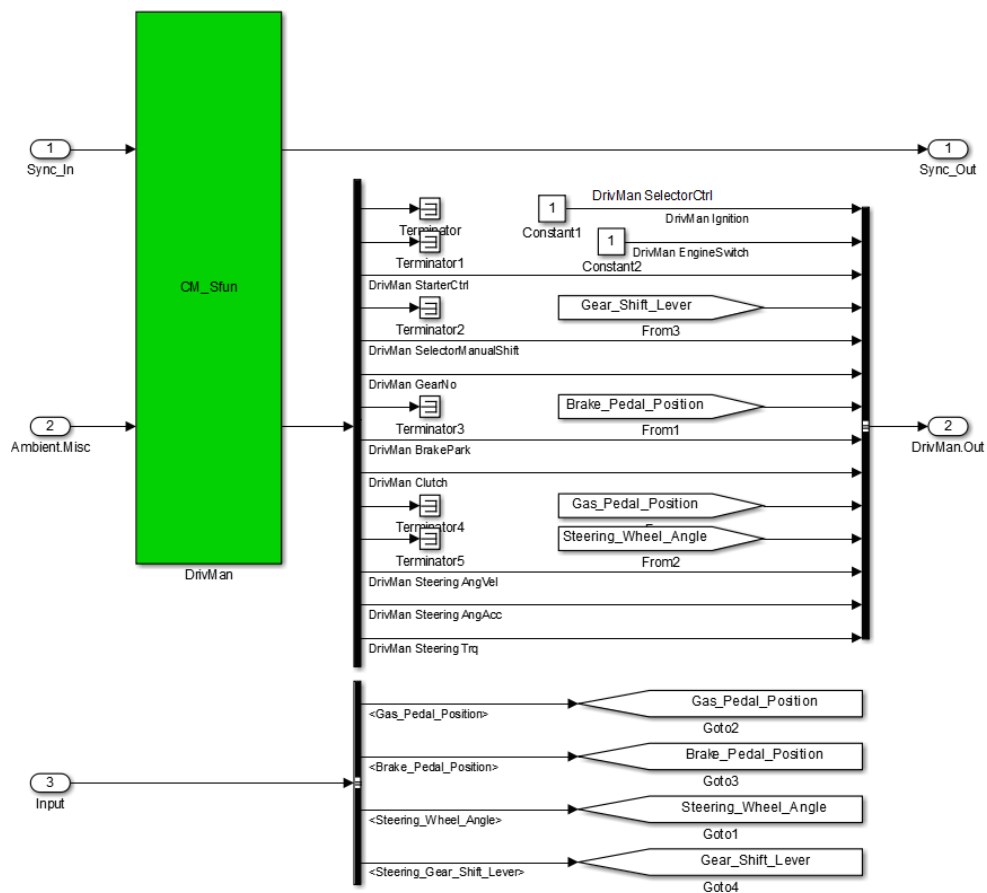 1
Sync_In
1
Sync_Out
DrivMan SelectorCtrl
1
DrivMan Ignition
Terminator
Constant1
1
DrivMan EngineSwitch
Terminator1
Constant2
DrivMan StarterCtrl
CM_Sfun
Gear_Shift_Lever
Terminator2
From3
DrivMan SelectorManualShift
DrivMan GearNo
Brake_Pedal_Position
Terminator3
From1
2
Ambient.Misc
2
DrivMan.Out
DrivMan BrakePark
DrivMan Clutch
Gas_Pedal_Position
Terminator4
Steering_Wheel_Angle
Terminator5
From2
DrivMan
DrivMan Steering AngVel
DrivMan Steering AngAcc
DrivMan Steering Trq
Gas_Pedal_Position
<Gas_Pedal_Position>
Goto2
Brake_Pedal_Position
<Brake_Pedal_Position>
Goto3
3
Input
Steering_Wheel_Angle
<Steering_Wheel_Angle>
Goto1
Gear_Shift_Lever
<Steering_Gear_Shift_Lever>
Goto4